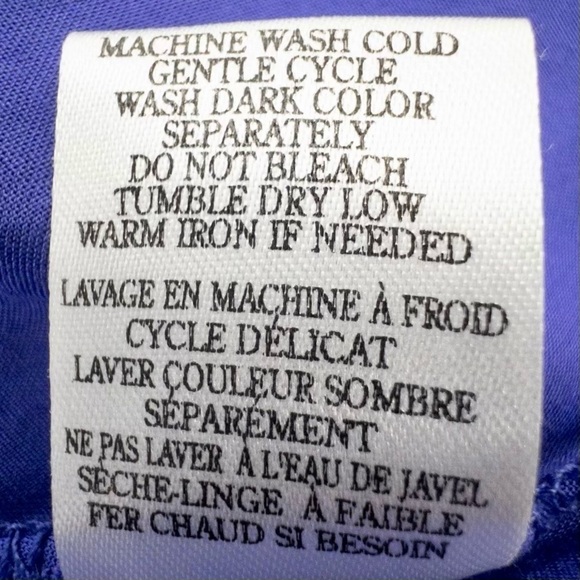 MACHINE WASH COLD
GENTLE CYCLE
WASH DARK COLOR
SEPARATELY
DO NOT BLEACH
TUMBLE DRY LOW
WARM IRON IF NEEDED
LAVAGE EN MACHINE À FROID
CYCLE DÉLICAT
LAVER COULEUR SOMBRE
SÉPARÉMENT
NE PAS LAVER À L'EAU DE JAVEL
SÈCHE-LINGE À FAIBLE
FER CHAUD SI BESOIN